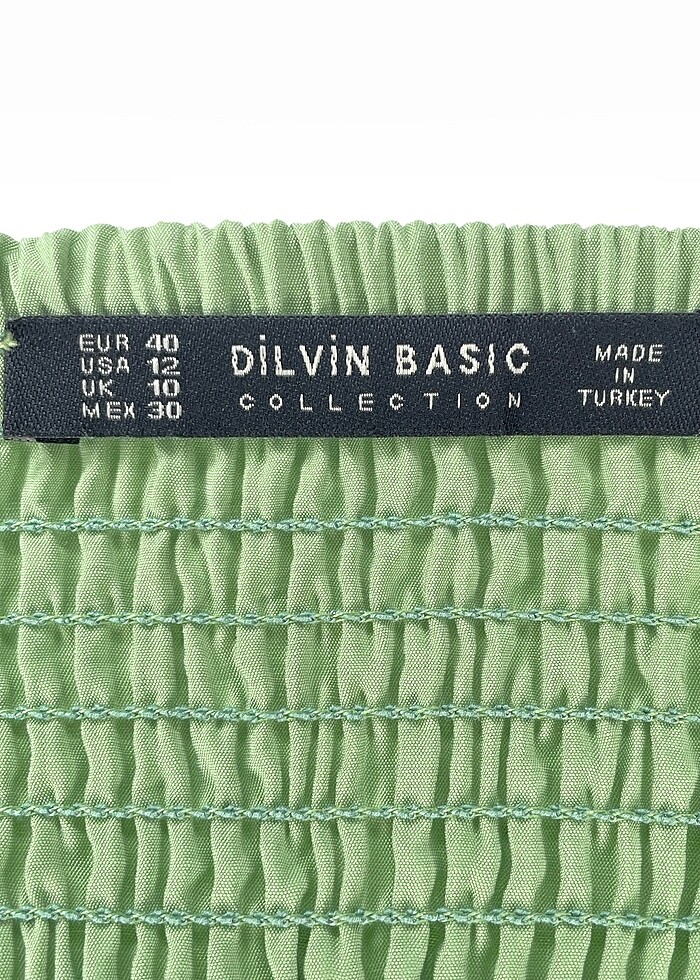 EUR 40
USA 12
UK 10
MEX 30
DİLVİN BASIC
COLLECTION
MADE
IN
TURKEY